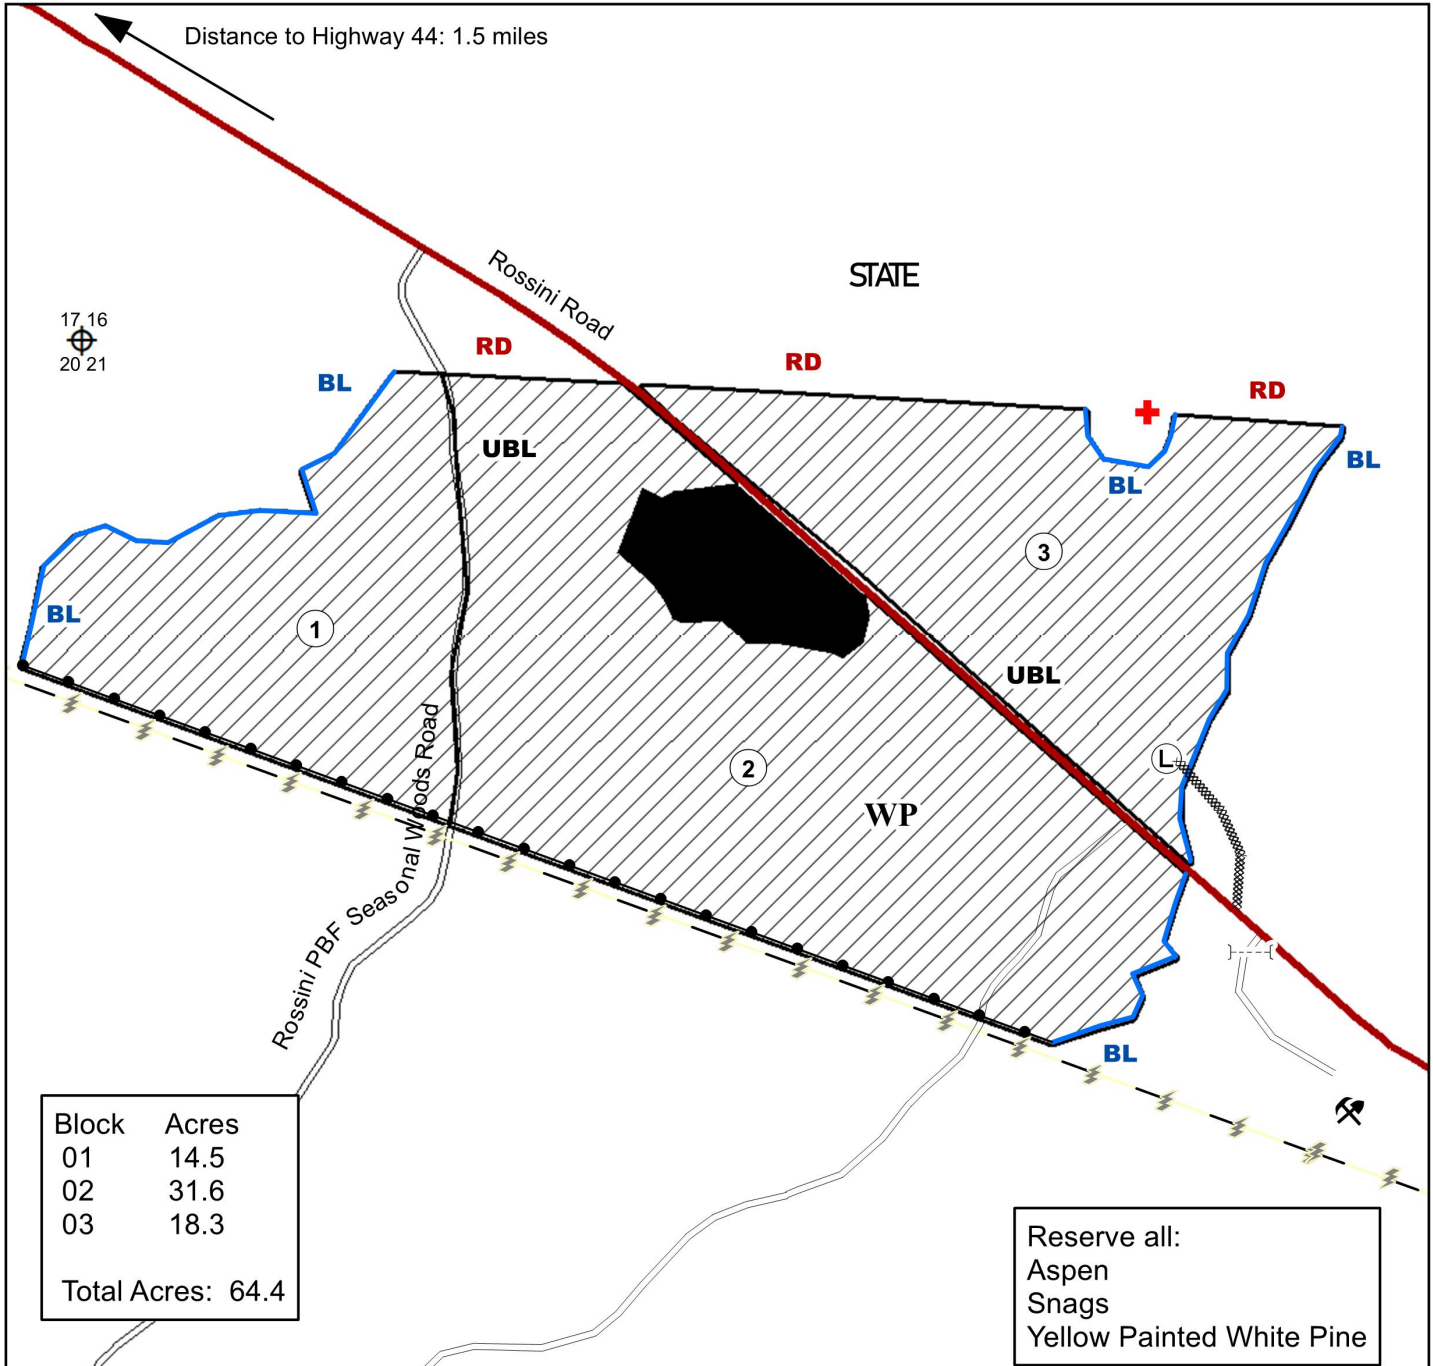 Distance to Highway 44: 1.5 miles
Rossini Road
STATE
17 16
20 21
RD
RD
RD
BL
UBL
BL
BL
3
BL
1
UBL
L
2
WP
Rossini PBF Seasonal Woods Road
BL
Block Acres
01 14.5
02 31.6
03 18.3
Total Acres: 64.4
Reserve all:
Aspen
Snags
Yellow Painted White Pine